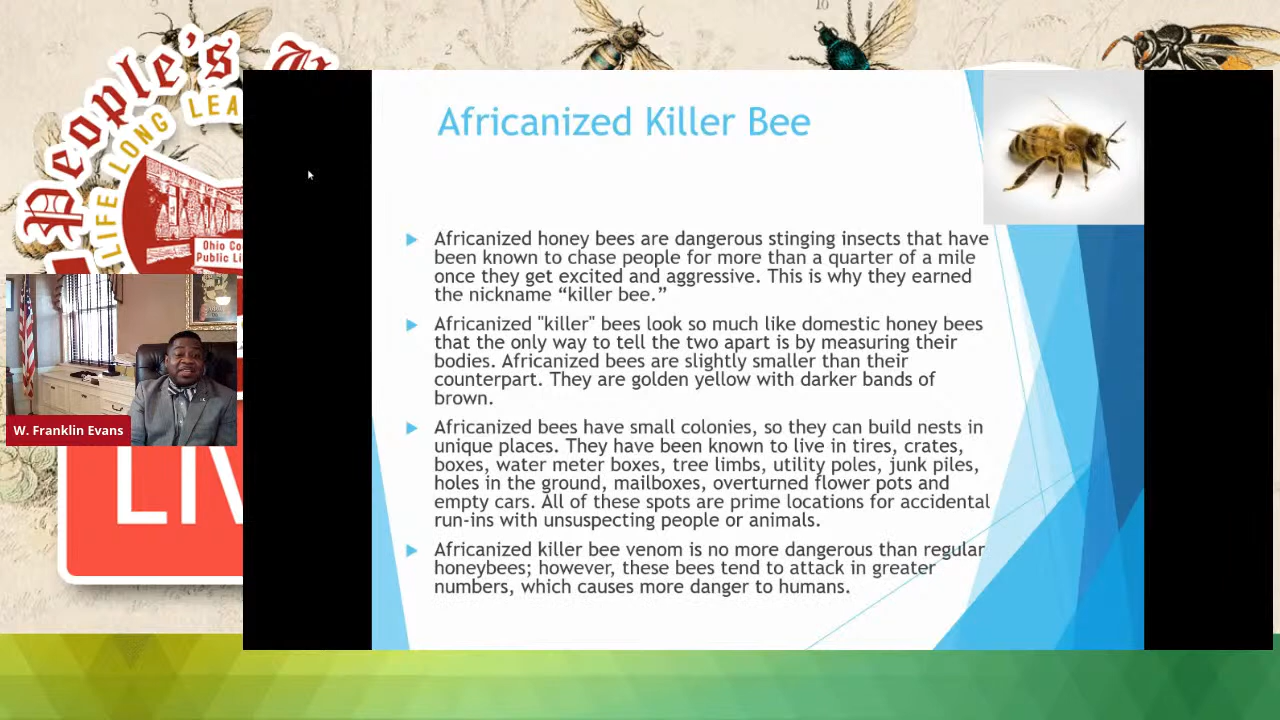 10
2
People's
LIFE LONG LEA
Ohio Co
Public Li
LIV
W. Franklin Evans
Africanized Killer Bee
Africanized honey bees are dangerous stinging insects that have
been known to chase people for more than a quarter of a mile
once they get excited and aggressive. This is why they earned
the nickname “killer bee.”
Africanized "killer" bees look so much like domestic honey bees
that the only way to tell the two apart is by measuring their
bodies. Africanized bees are slightly smaller than their
counterpart. They are golden yellow with darker bands of
brown.
Africanized bees have small colonies, so they can build nests in
unique places. They have been known to live in tires, crates,
boxes, water meter boxes, tree limbs, utility poles, junk piles,
holes in the ground, mailboxes, overturned flower pots and
empty cars. All of these spots are prime locations for accidental
run-ins with unsuspecting people or animals.
Africanized killer bee venom is no more dangerous than regular
honeybees; however, these bees tend to attack in greater
numbers, which causes more danger to humans.